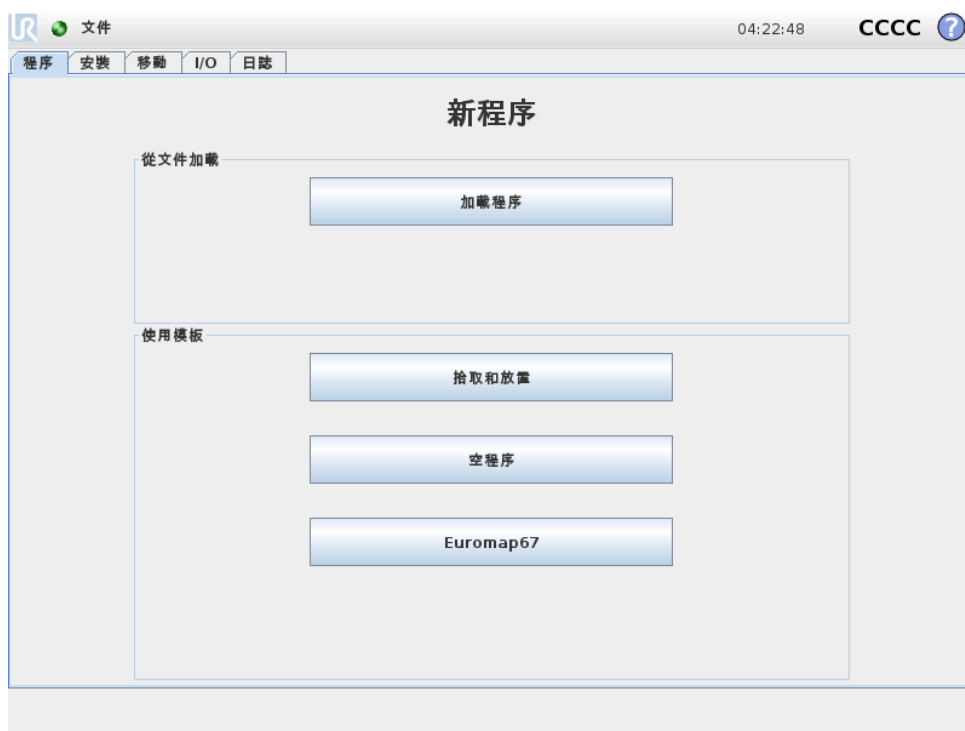 UR 文件 04:22:48 CCCC ?
程序 安裝 移動 I/O 日誌
新程序
從文件加載
加載程序
使用模板
拾取和放置
空程序
Euromap67